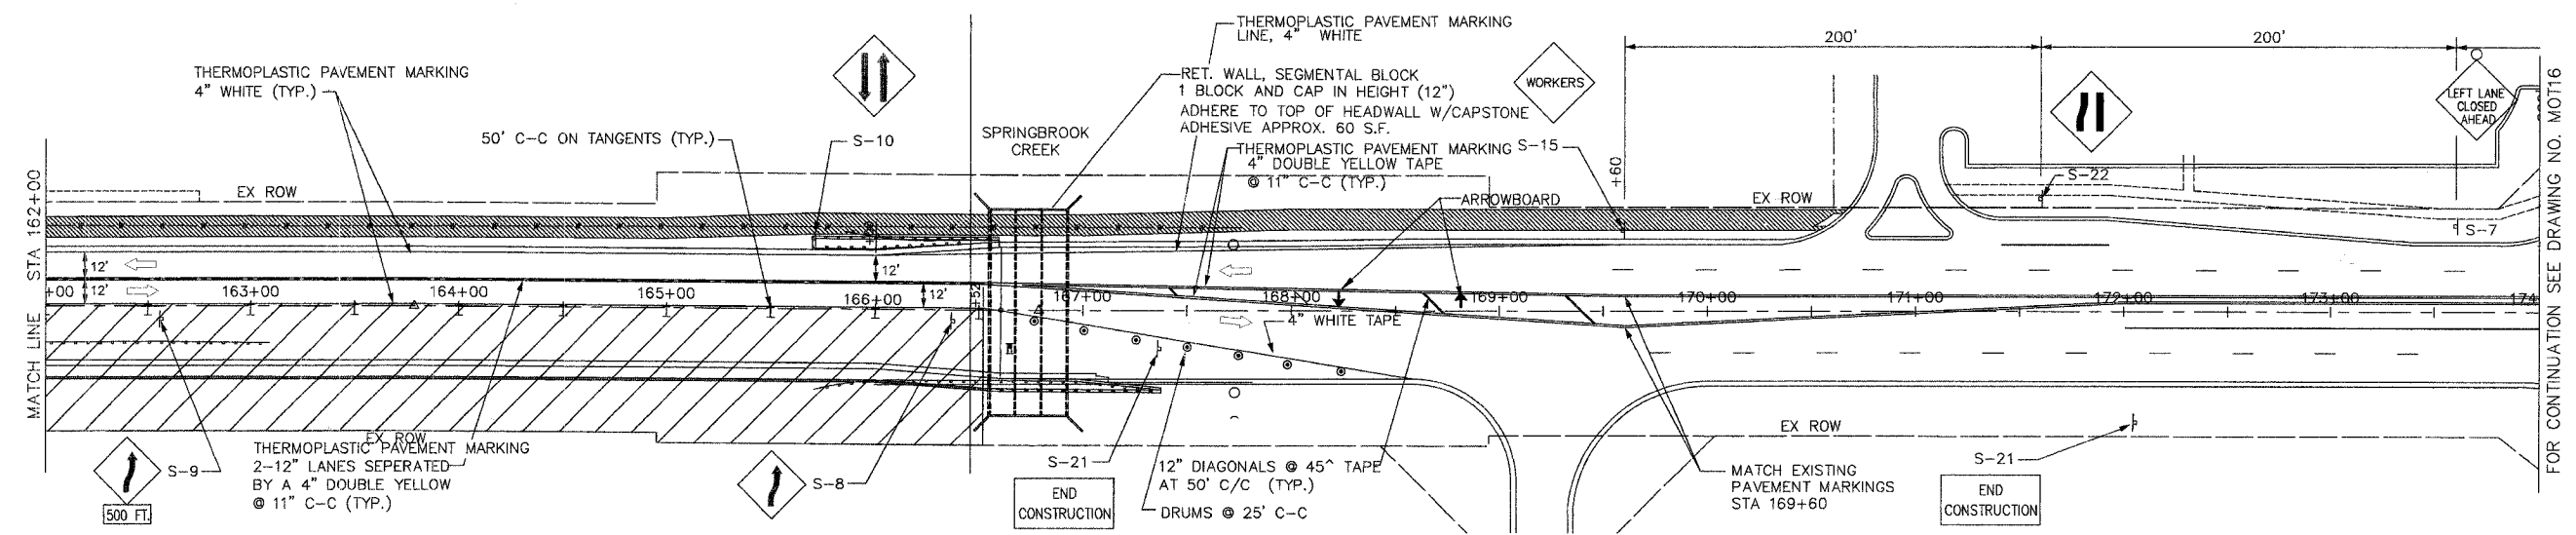 THERMOPLASTIC PAVEMENT MARKING
4" WHITE (TYP.)
50' C-C ON TANGENTS (TYP.)
S-10
SPRINGBROOK
CREEK
THERMOPLASTIC PAVEMENT MARKING
LINE, 4" WHITE
RET. WALL, SEGMENTAL BLOCK
1 BLOCK AND CAP IN HEIGHT (12")
ADHERE TO TOP OF HEADWALL W/CAPSTONE
ADHESIVE APPROX. 60 S.F.
THERMOPLASTIC PAVEMENT MARKING
4" DOUBLE YELLOW TAPE
@ 11" C-C (TYP.)
WORKERS
S-15
+60
200'
200'
LEFT LANE
CLOSED
AHEAD
S-22
S-7
ARROWBOARD
EX ROW
EX ROW
MATCH LINE STA 162+00
12'
12'
12'
12'
+00
163+00
164+00
165+00
166+00
+52
167+00
168+00
169+00
170+00
171+00
172+00
173+00
174
4" WHITE TAPE
EX ROW
EX ROW
S-9
500 FT.
THERMOPLASTIC PAVEMENT MARKING
2-12" LANES SEPERATED
BY A 4" DOUBLE YELLOW
@ 11" C-C (TYP.)
S-8
S-21
END
CONSTRUCTION
12" DIAGONALS @ 45^ TAPE
AT 50' C/C (TYP.)
DRUMS @ 25' C-C
MATCH EXISTING
PAVEMENT MARKINGS
STA 169+60
S-21
END
CONSTRUCTION
FOR CONTINUATION SEE DRAWING NO. MOT16